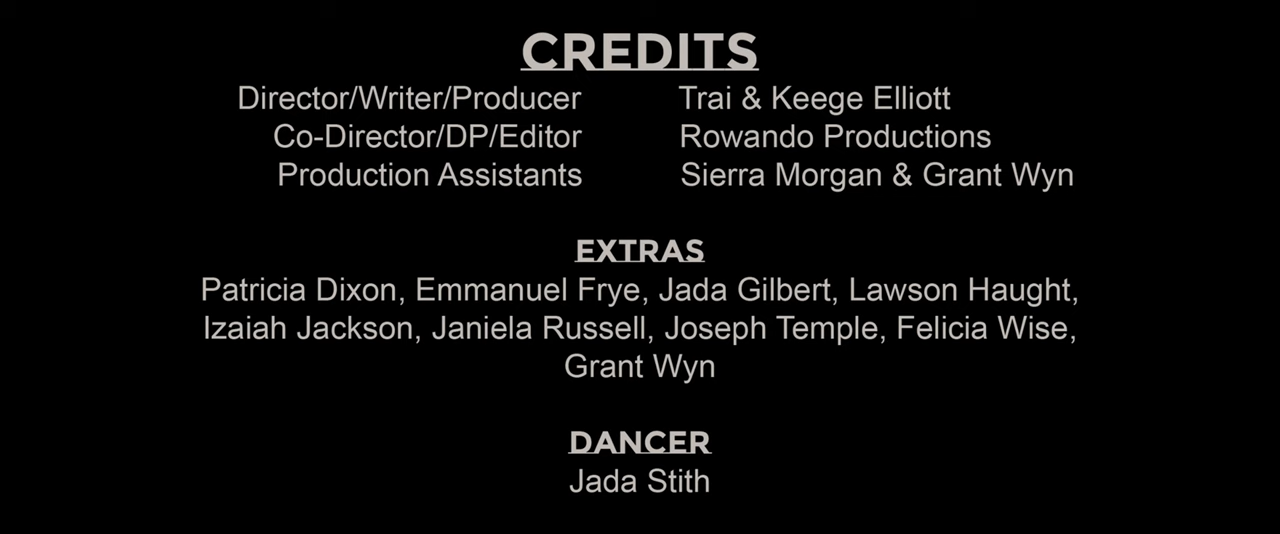 CREDITS
Director/Writer/Producer Trai & Keege Elliott
Co-Director/DP/Editor Rowando Productions
Production Assistants Sierra Morgan & Grant Wyn
EXTRAS
Patricia Dixon, Emmanuel Frye, Jada Gilbert, Lawson Haught,
Izaiah Jackson, Janiela Russell, Joseph Temple, Felicia Wise,
Grant Wyn
DANCER
Jada Stith